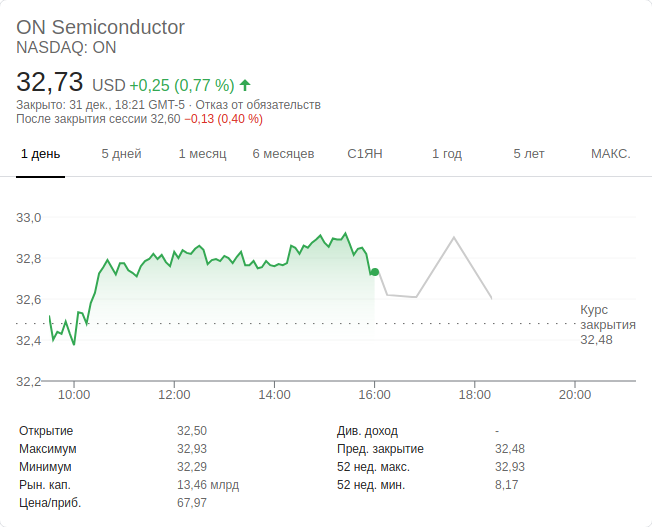 ON Semiconductor
NASDAQ: ON
32,73 USD +0,25 (0,77 %)
Закрыто: 31 дек., 18:21 GMT-5 · Отказ от обязательств
После закрытия сессии 32,60 −0,13 (0,40 %)
1 день 5 дней 1 месяц 6 месяцев С1ЯН 1 год 5 лет МАКС.
33,0
32,8
32,6
Курс
закрытия
32,48
32,4
32,2
10:00 12:00 14:00 16:00 18:00 20:00
Открытие 32,50 Див. доход -
Максимум 32,93 Пред. закрытие 32,48
Минимум 32,29 52 нед. макс. 32,93
Рын. кап. 13,46 млрд 52 нед. мин. 8,17
Цена/приб. 67,97